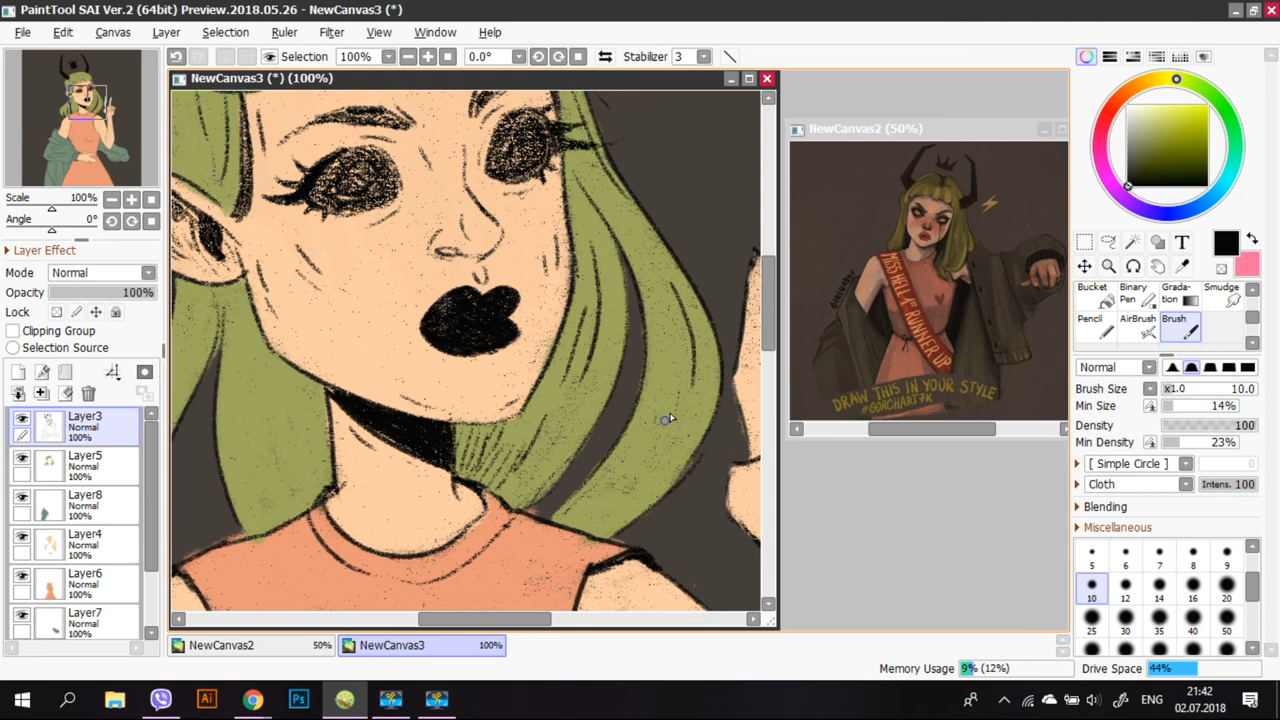 PaintTool SAI Ver.2 (64bit) Preview.2018.05.26 - NewCanvas3 (*)
File Edit Canvas Layer Selection Ruler Filter View Window Help
Selection 100% 0.0° Stabilizer 3
NewCanvas3 (*) (100%)
NewCanvas2 (50%)
MISS HELL 1ST RUNNER UP
DRAW THIS IN YOUR STYLE
#GORCHART7K
Scale 100%
Angle 0°
Layer Effect
Mode Normal
Opacity 100%
Lock
Clipping Group
Selection Source
Layer3
Normal
100%
Layer5
Normal
100%
Layer8
Normal
100%
Layer4
Normal
100%
Layer6
Normal
100%
Layer7
Normal
NewCanvas2 50% NewCanvas3 100%
T
Bucket Binary Pen Grada-tion Smudge
Pencil AirBrush Brush
Normal
Brush Size x1.0 10.0
Min Size 14%
Density 100
Min Density 23%
[ Simple Circle ] 0
Cloth Intens. 100
Blending
Miscellaneous
5 6 7 8 9
10 12 14 16 20
25 30 35 40 50
Memory Usage 9% (12%) Drive Space 44%
Ai Ps ENG 21:42
02.07.2018